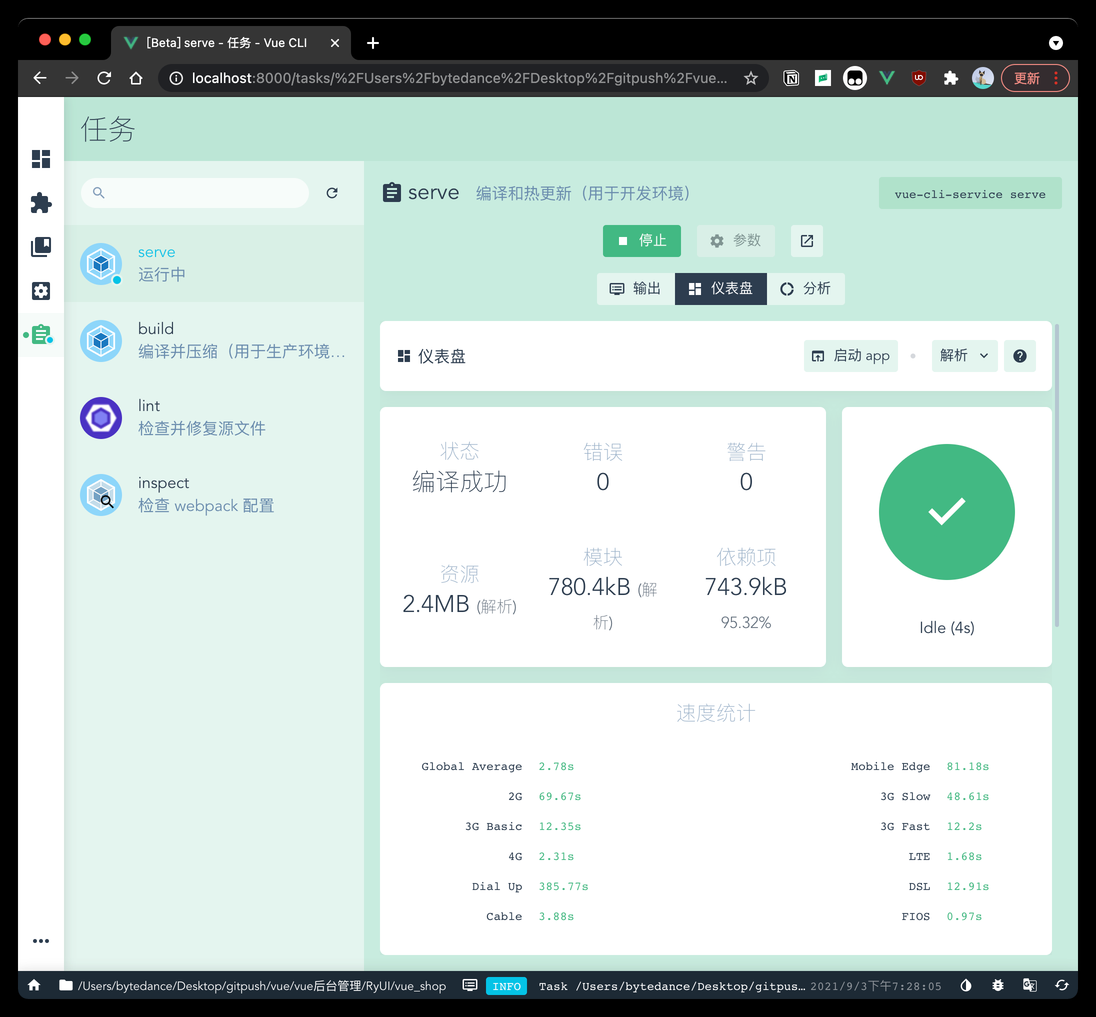 [Beta] serve - 任务 - Vue CLI
localhost:8000/tasks/%2FUsers%2Fbytedance%2FDesktop%2Fgitpush%2Fvue...
更新
任务
serve 编译和热更新（用于开发环境）
vue-cli-service serve
停止 参数
输出 仪表盘 分析
serve
运行中
build
编译并压缩（用于生产环境…
lint
检查并修复源文件
inspect
检查 webpack 配置
仪表盘
启动 app
解析
状态
编译成功
错误
0
警告
0
资源
2.4MB (解析)
模块
780.4kB (解
析)
依赖项
743.9kB
95.32%
Idle (4s)
速度统计
Global Average 2.78s
Mobile Edge 81.18s
2G 69.67s
3G Slow 48.61s
3G Basic 12.35s
3G Fast 12.2s
4G 2.31s
LTE 1.68s
Dial Up 385.77s
DSL 12.91s
Cable 3.88s
FIOS 0.97s
/Users/bytedance/Desktop/gitpush/vue/vue后台管理/RyUI/vue_shop
INFO
Task /Users/bytedance/Desktop/gitpus…
2021/9/3下午7:28:05